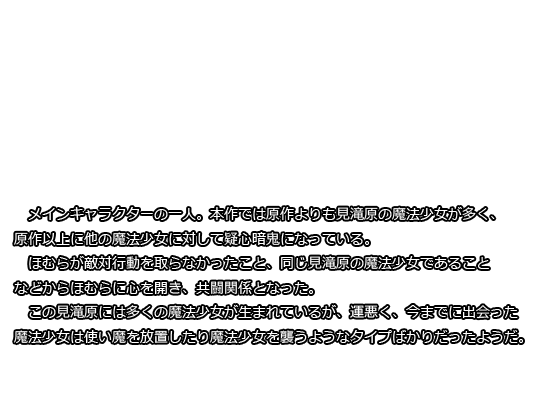 メインキャラクターの一人。本作では原作よりも見滝原の魔法少女が多く、
原作以上に他の魔法少女に対して疑心暗鬼になっている。
ほむらが敵対行動を取らなかったこと、同じ見滝原の魔法少女であること
などからほむらに心を開き、共闘関係となった。
この見滝原には多くの魔法少女が生まれているが、運悪く、今までに出会った
魔法少女は使い魔を放置したり魔法少女を襲うようなタイプばかりだったようだ。